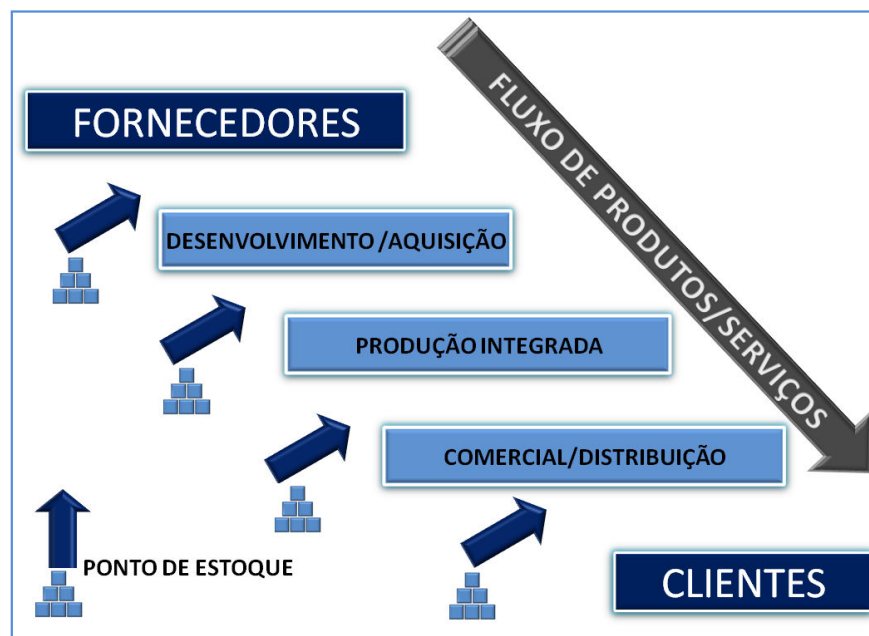 FORNECEDORES
FLUXO DE PRODUTOS/SERVIÇOS
DESENVOLVIMENTO /AQUISIÇÃO
PRODUÇÃO INTEGRADA
COMERCIAL/DISTRIBUIÇÃO
PONTO DE ESTOQUE
CLIENTES